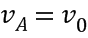 v_A = v_0